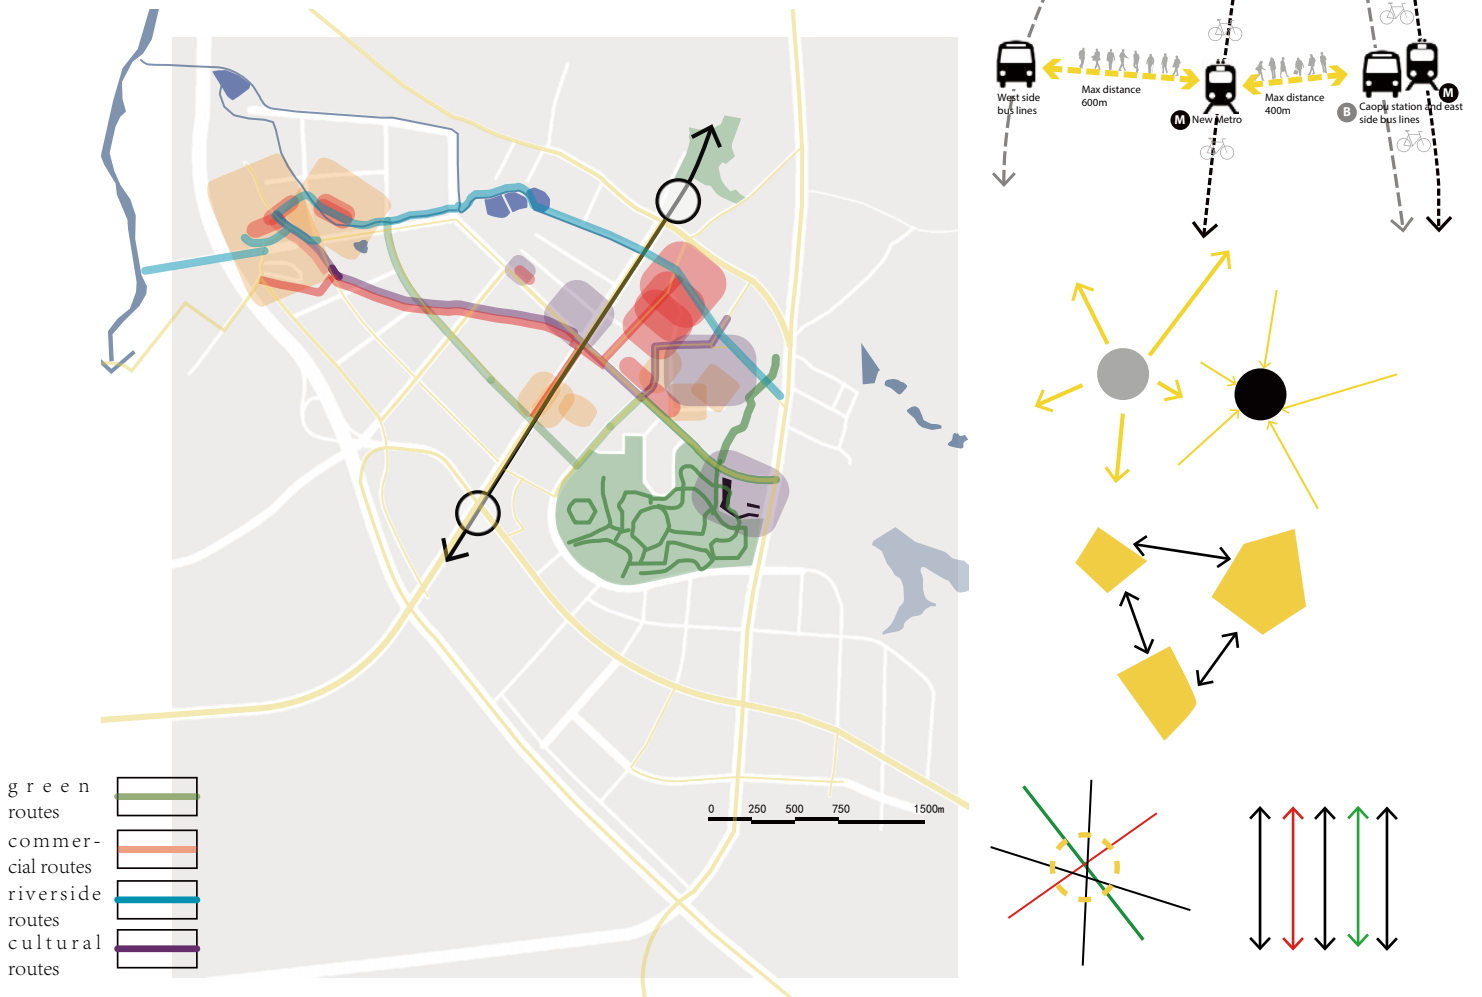 West side
bus lines
Max distance
600m
M New Metro
Max distance
400m
M
B Caopu station and east
side bus lines
green
routes
commer-
cial routes
riverside
routes
cultural
routes
0 250 500 750 1500m